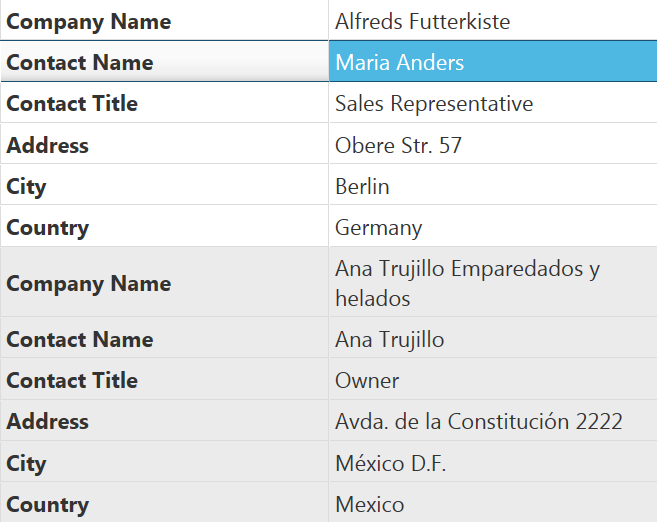 Company Name Alfreds Futterkiste
Contact Name Maria Anders
Contact Title Sales Representative
Address Obere Str. 57
City Berlin
Country Germany
Company Name Ana Trujillo Emparedados y
helados
Contact Name Ana Trujillo
Contact Title Owner
Address Avda. de la Constitución 2222
City México D.F.
Country Mexico